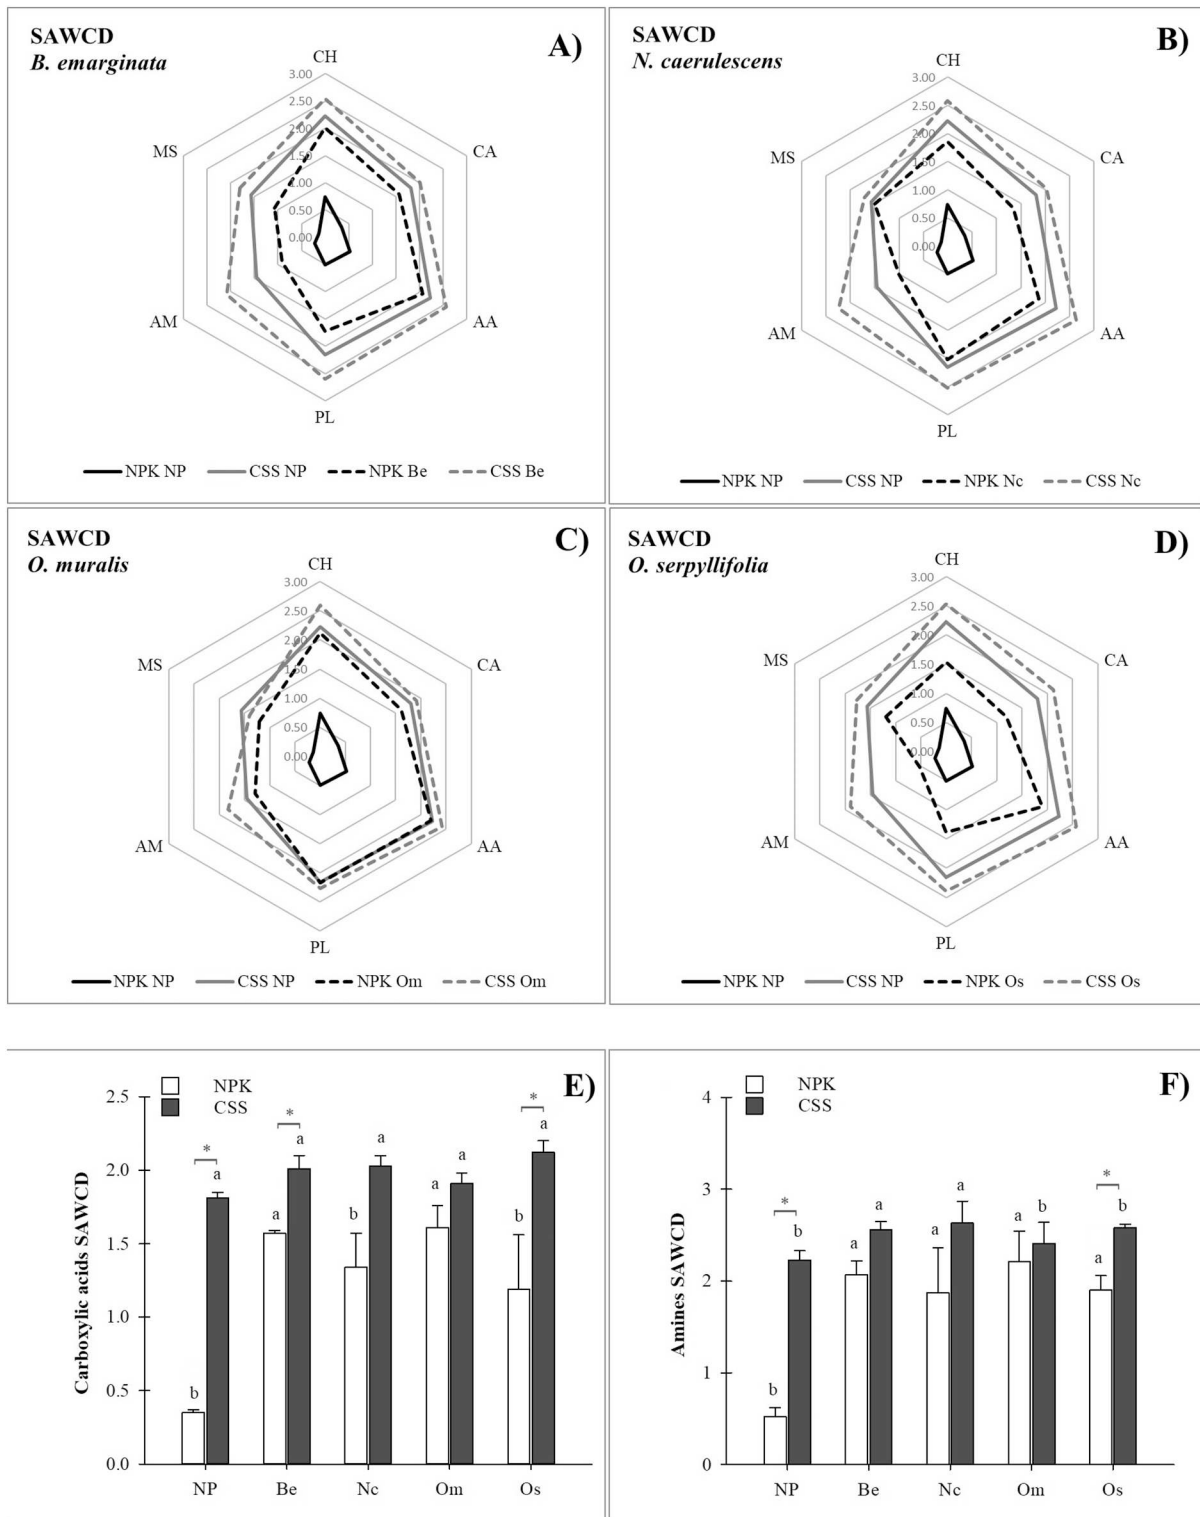 SAWCD
B. emarginata
A)
CH
3.00
2.50
2.00
1.50
1.00
0.50
0.00
MS
CA
AM
AA
PL
NPK NP
CSS NP
NPK Be
CSS Be
SAWCD
N. caerulescens
B)
CH
3.00
2.50
2.00
1.50
1.00
0.50
0.00
MS
CA
AM
AA
PL
NPK NP
CSS NP
NPK Nc
CSS Nc
SAWCD
O. muralis
C)
CH
3.00
2.50
2.00
1.50
1.00
0.50
0.00
MS
CA
AM
AA
PL
NPK NP
CSS NP
NPK Om
CSS Om
SAWCD
O. serpyllifolia
D)
CH
3.00
2.50
2.00
1.50
1.00
0.50
0.00
MS
CA
AM
AA
PL
NPK NP
CSS NP
NPK Os
CSS Os
E)
NPK
CSS
Carboxylic acids SAWCD
2.5
2.0
1.5
1.0
0.5
0.0
b
*
a
a
*
a
b
a
a
a
b
*
a
NP
Be
Nc
Om
Os
F)
NPK
CSS
Amines SAWCD
4
3
2
1
0
b
*
b
a
a
a
a
a
b
a
*
b
NP
Be
Nc
Om
Os